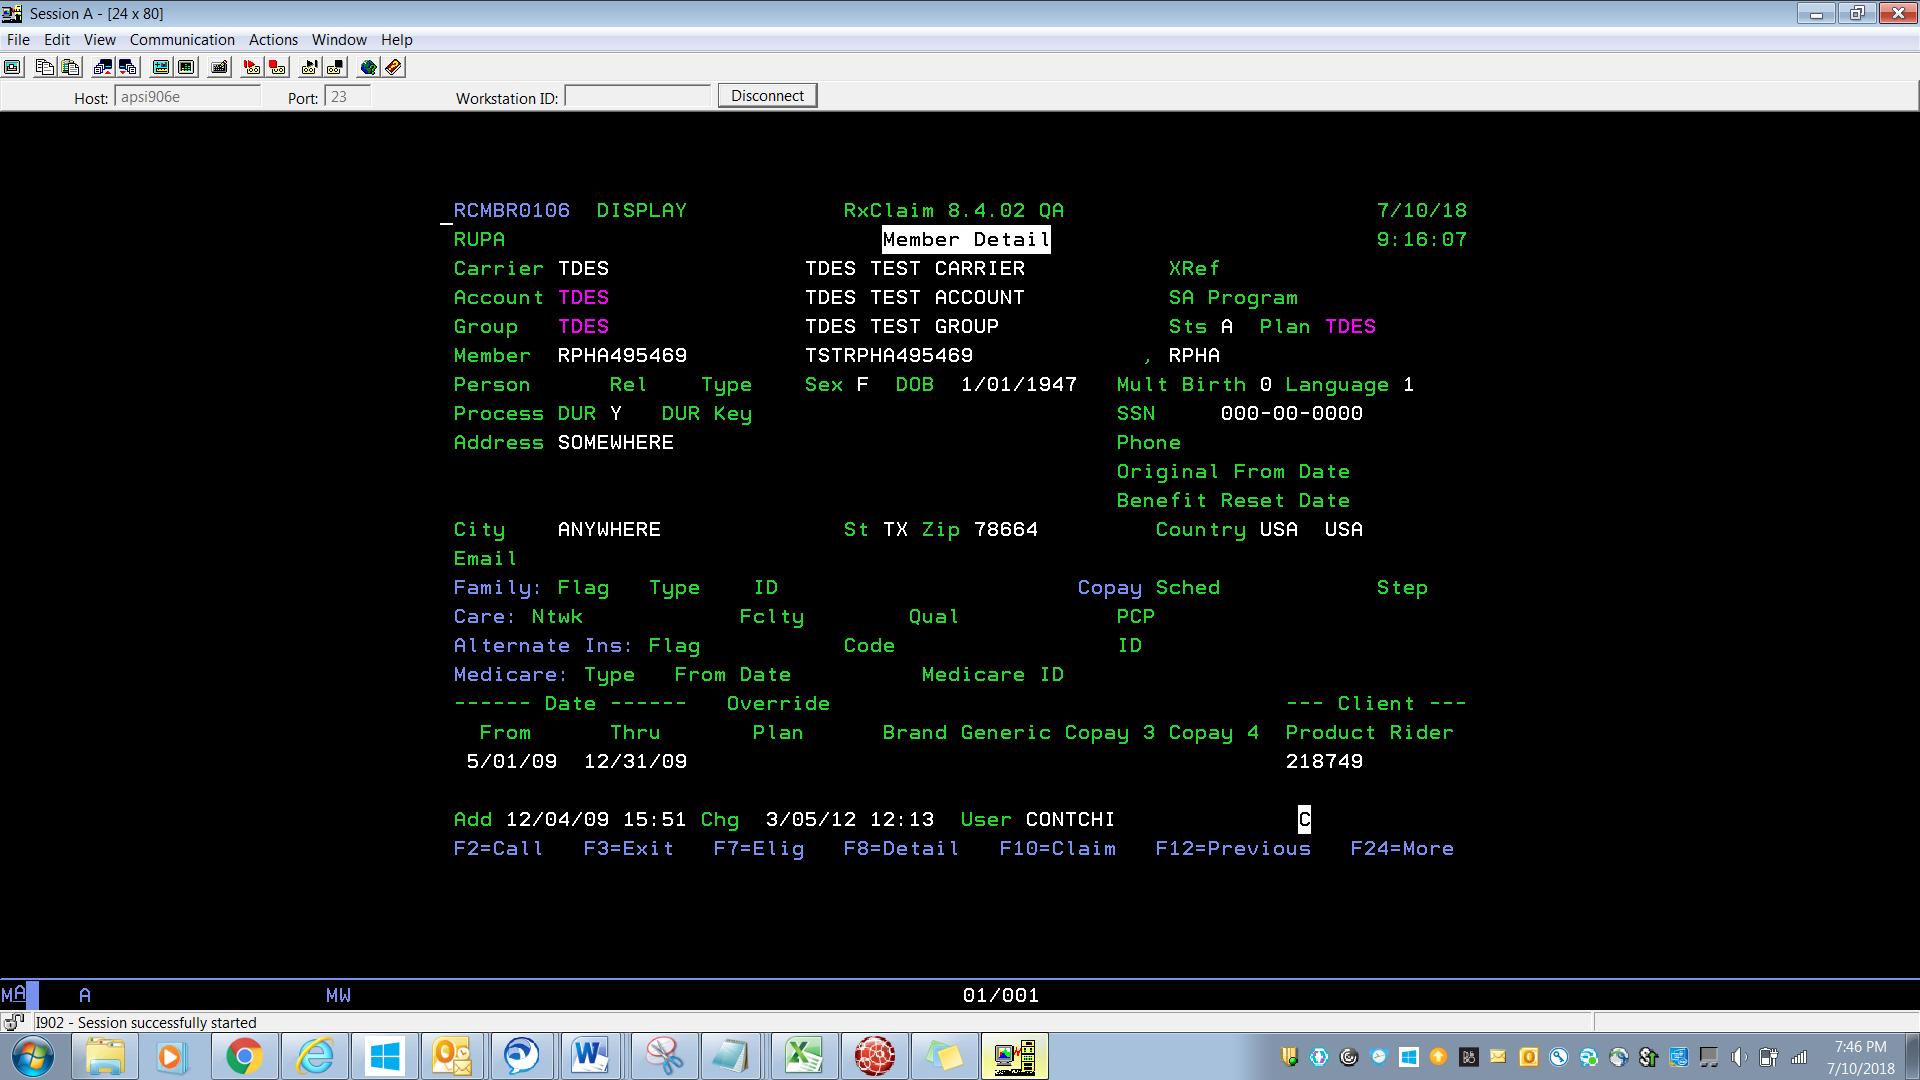 Session A - [24 x 80]
File Edit View Communication Actions Window Help
Host: apsi906e Port: 23 Workstation ID: Disconnect
RCMBR0106 DISPLAY RxClaim 8.4.02 QA 7/10/18
RUPA Member Detail 9:16:07
Carrier TDES TDES TEST CARRIER XRef
Account TDES TDES TEST ACCOUNT SA Program
Group TDES TDES TEST GROUP Sts A Plan TDES
Member RPHA495469 TSTRPHA495469 , RPHA
Person Rel Type Sex F DOB 1/01/1947 Mult Birth 0 Language 1
Process DUR Y DUR Key SSN 000-00-0000
Address SOMEWHERE Phone
Original From Date
Benefit Reset Date
City ANYWHERE St TX Zip 78664 Country USA USA
Email
Family: Flag Type ID Copay Sched Step
Care: Ntwk Fclty Qual PCP
Alternate Ins: Flag Code ID
Medicare: Type From Date Medicare ID
------ Date ------ Override --- Client ---
From Thru Plan Brand Generic Copay 3 Copay 4 Product Rider
5/01/09 12/31/09 218749
Add 12/04/09 15:51 Chg 3/05/12 12:13 User CONTCHI C
F2=Call F3=Exit F7=Elig F8=Detail F10=Claim F12=Previous F24=More
MA A MW 01/001
I902 - Session successfully started
7:46 PM
7/10/2018